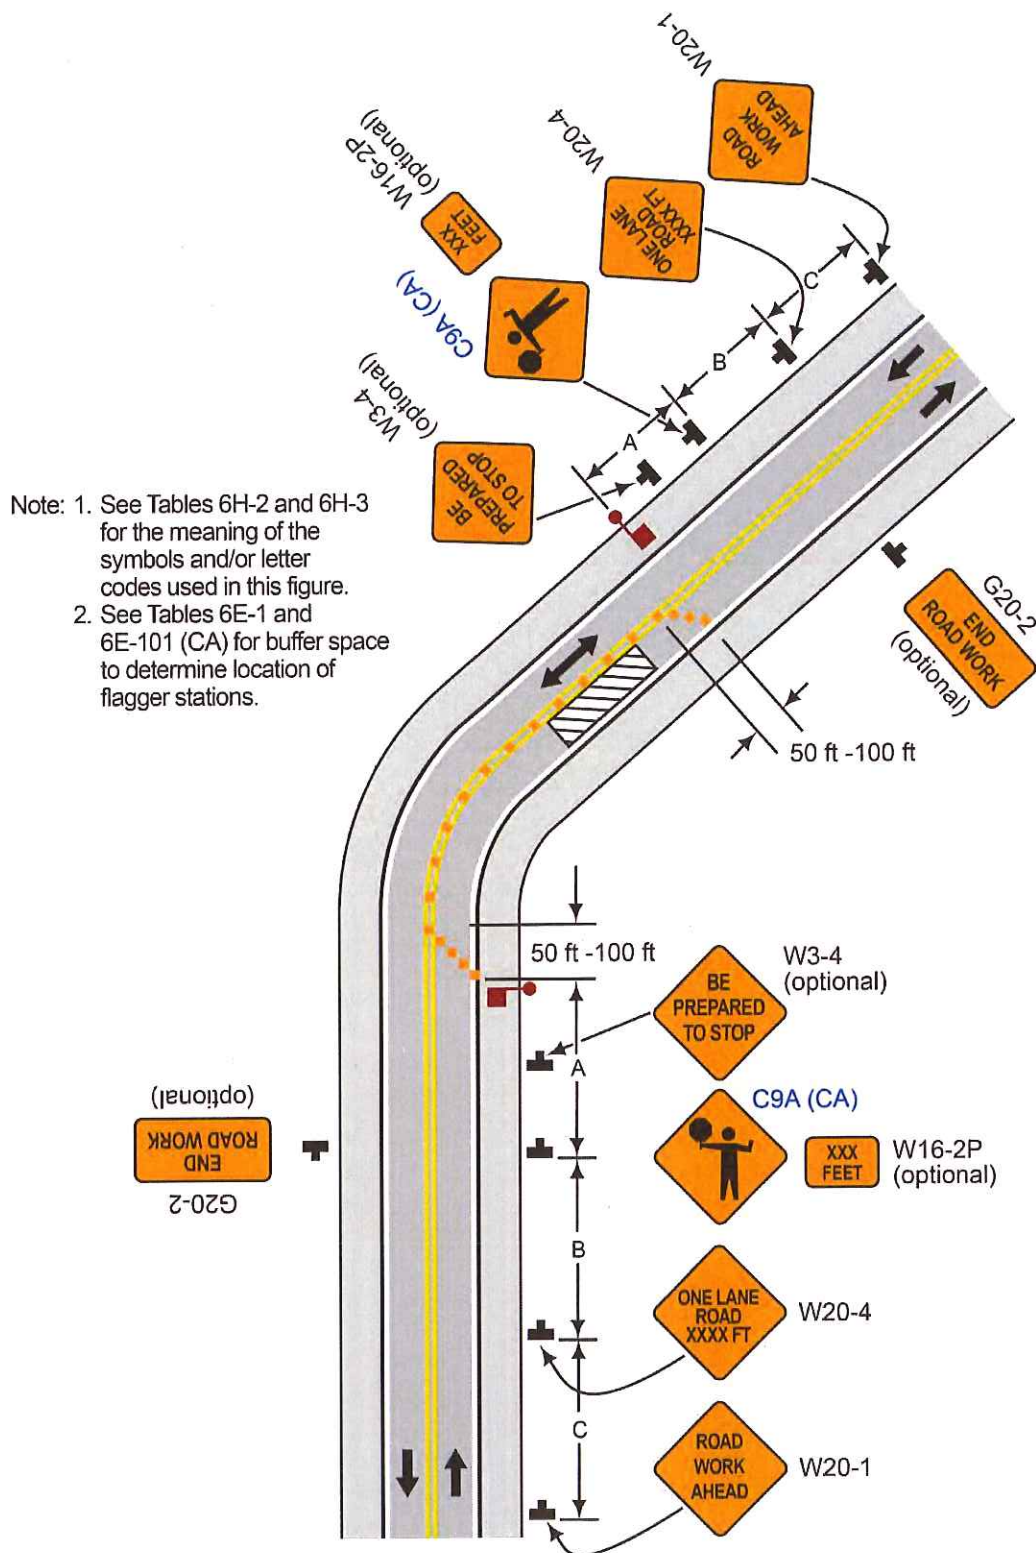 W20-1
ROAD
WORK
AHEAD
W20-4
ONE LANE
ROAD
XXXX FT
W16-2P
(optional)
XXX
FEET
C9A (CA)
W3-4
(optional)
BE
PREPARED
TO STOP
C
B
A
Note: 1. See Tables 6H-2 and 6H-3
for the meaning of the
symbols and/or letter
codes used in this figure.
2. See Tables 6E-1 and
6E-101 (CA) for buffer space
to determine location of
flagger stations.
G20-2
END
ROAD WORK
(optional)
50 ft -100 ft
50 ft -100 ft
BE
PREPARED
TO STOP
W3-4
(optional)
A
C9A (CA)
XXX
FEET
W16-2P
(optional)
G20-2
END
ROAD WORK
(optional)
B
ONE LANE
ROAD
XXXX FT
W20-4
C
ROAD
WORK
AHEAD
W20-1